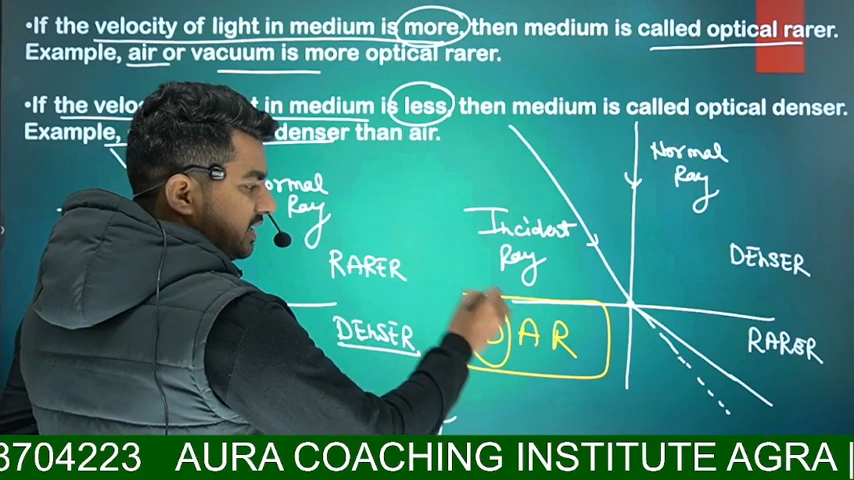 •If the velocity of light in medium is more, then medium is called optical rarer.
Example, air or vacuum is more optical rarer.
•If the in medium is less, then medium is called optical denser.
Example, denser than air.
Normal
Ray
Incident
Ray
Ray
RARER
DEnSER
DENSER
AR
RARER
3704223 AURA COACHING INSTITUTE AGRA |